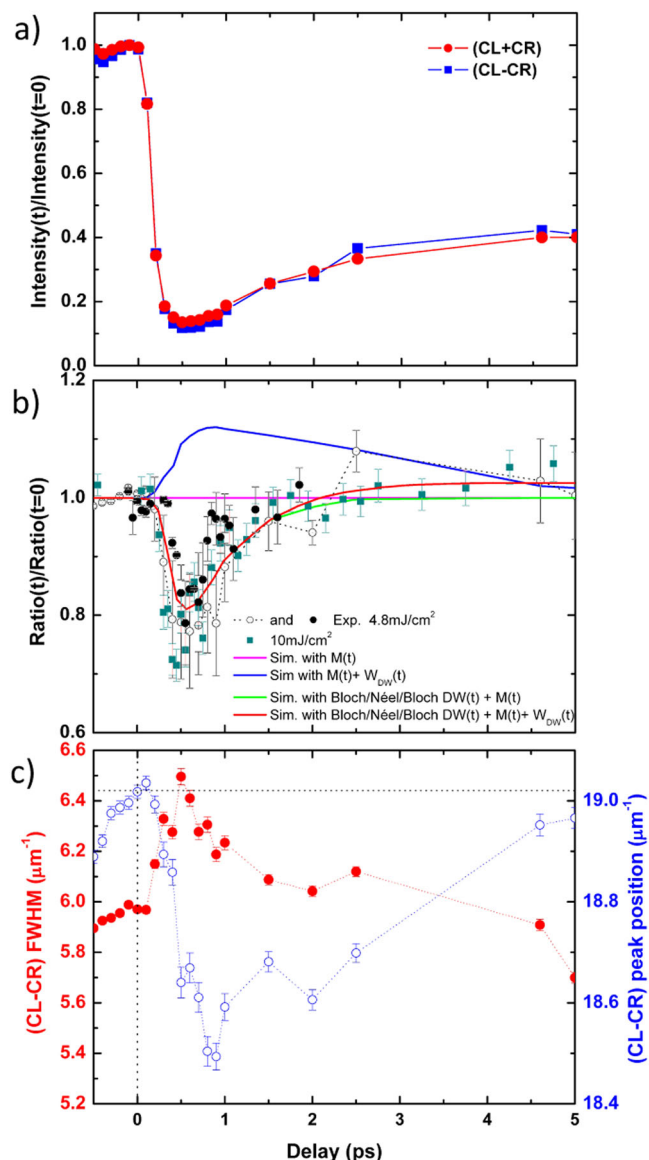 a)
(CL+CR)
(CL-CR)
Intensity(t)/Intensity(t=0)
1.0
0.8
0.6
0.4
0.2
0.0
b)
Ratio(t)/Ratio(t=0)
1.2
1.0
0.8
0.6
and Exp. 4.8mJ/cm²
10mJ/cm²
Sim. with M(t)
Sim with M(t)+ W_DW(t)
Sim. with Bloch/Néel/Bloch DW(t) + M(t)
Sim. with Bloch/Néel/Bloch DW(t) + M(t)+ W_DW(t)
c)
(CL-CR) FWHM (μm⁻¹)
6.6
6.4
6.2
6.0
5.8
5.6
5.4
5.2
19.0
18.8
18.6
18.4
(CL-CR) peak position (μm⁻¹)
0 1 2 3 4 5
Delay (ps)